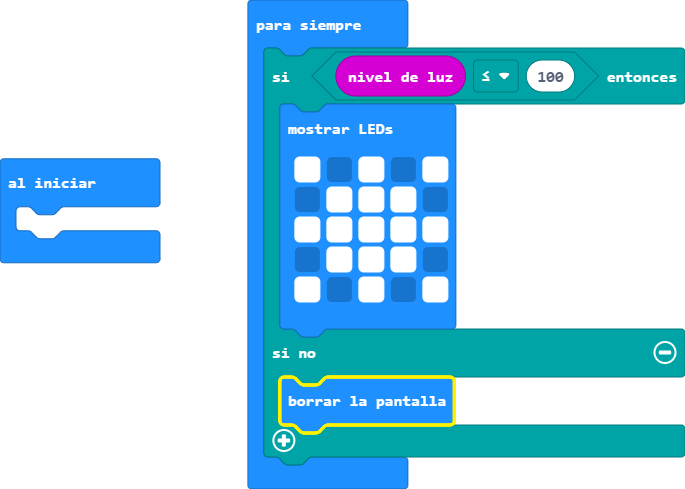 para siempre
si nivel de luz ≤ 100 entonces
mostrar LEDs
al iniciar
si no
borrar la pantalla